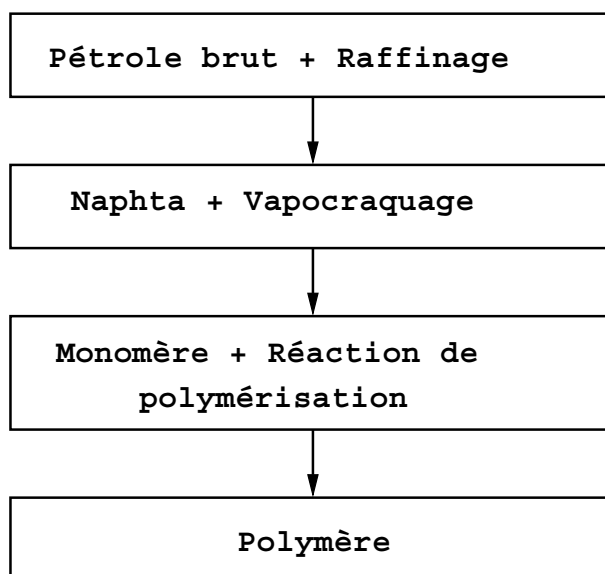 Pétrole brut + Raffinage
Naphta + Vapocraquage
Monomère + Réaction de
polymérisation
Polymère